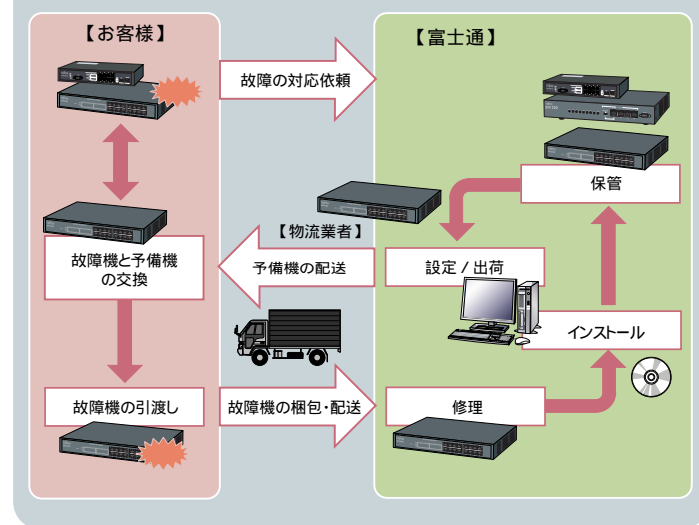 【お客様】
【富士通】
故障の対応依頼
保管
【物流業者】
故障機と予備機
の交換
予備機の配送
設定 / 出荷
インストール
故障機の引渡し
故障機の梱包・配送
修理